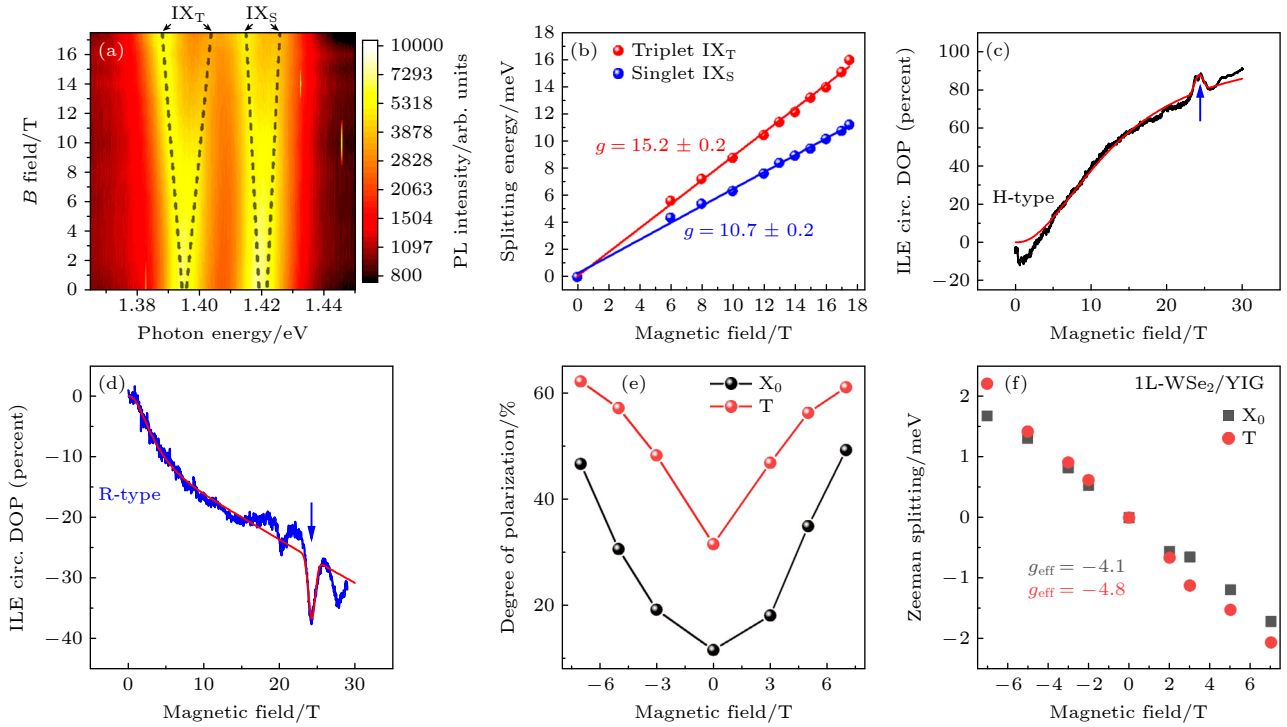 (a)
IX_T IX_S
B field/T
16
14
12
10
8
6
4
2
0
1.38 1.40 1.42 1.44
Photon energy/eV
10000
7293
5318
3878
2828
2063
1504
1097
800
PL intensity/arb. units
(b)
Triplet IX_T
Singlet IX_S
g = 15.2 ± 0.2
g = 10.7 ± 0.2
Splitting energy/meV
18
16
14
12
10
8
6
4
2
0
0 2 4 6 8 10 12 14 16 18
Magnetic field/T
(c)
H-type
ILE circ. DOP (percent)
100
80
60
40
20
0
−20
0 10 20 30
Magnetic field/T
(d)
R-type
ILE circ. DOP (percent)
0
−10
−20
−30
−40
0 10 20 30
Magnetic field/T
(e)
X₀
T
Degree of polarization/%
60
40
20
−6 −3 0 3 6
Magnetic field/T
(f)
1L-WSe₂/YIG
X₀
T
g_eff = −4.1
g_eff = −4.8
Zeeman splitting/meV
2
1
0
−1
−2
−6 −4 −2 0 2 4 6
Magnetic field/T